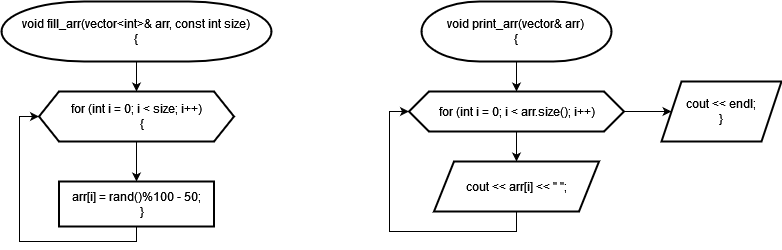 void fill_arr(vector<int>& arr, const int size)
{
for (int i = 0; i < size; i++)
{
arr[i] = rand()%100 - 50;
}
void print_arr(vector& arr)
{
for (int i = 0; i < arr.size(); i++)
cout << arr[i] << " ";
cout << endl;
}